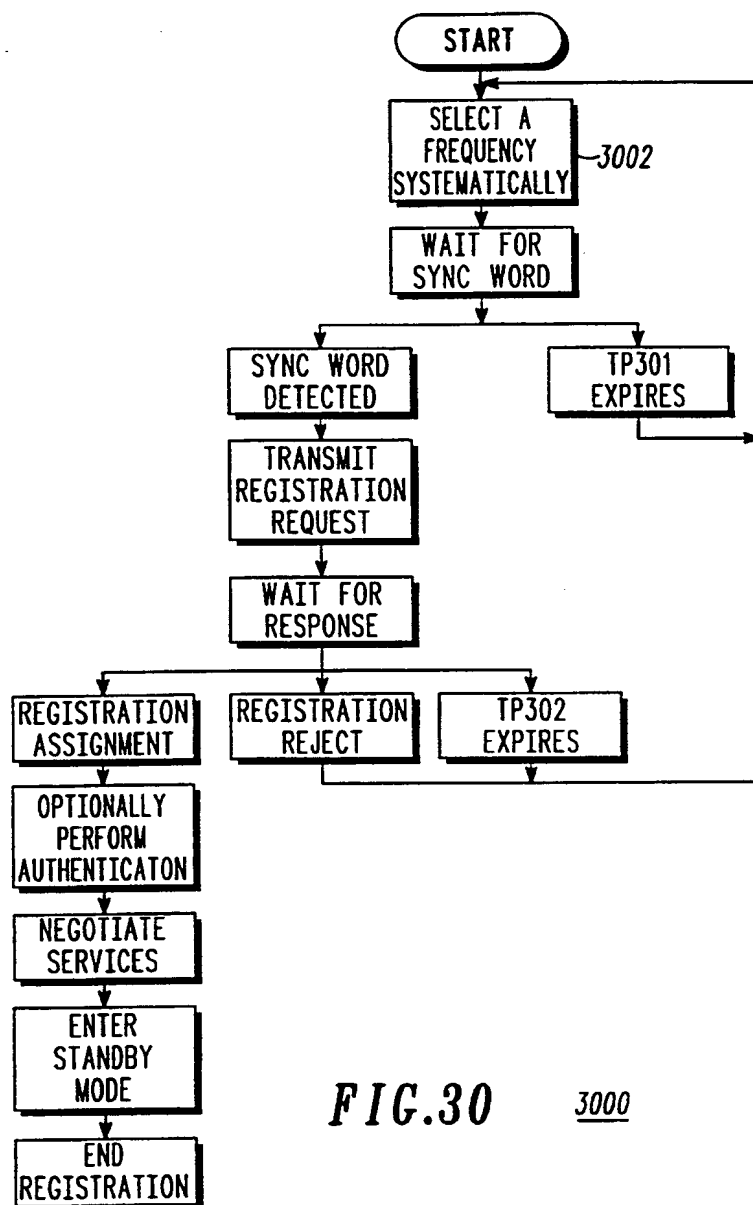 START
SELECT A
FREQUENCY
SYSTEMATICALLY
3002
WAIT FOR
SYNC WORD
SYNC WORD
DETECTED
TP301
EXPIRES
TRANSMIT
REGISTRATION
REQUEST
WAIT FOR
RESPONSE
REGISTRATION
ASSIGNMENT
REGISTRATION
REJECT
TP302
EXPIRES
OPTIONALLY
PERFORM
AUTHENTICATON
NEGOTIATE
SERVICES
ENTER
STANDBY
MODE
END
REGISTRATION
FIG.30
3000